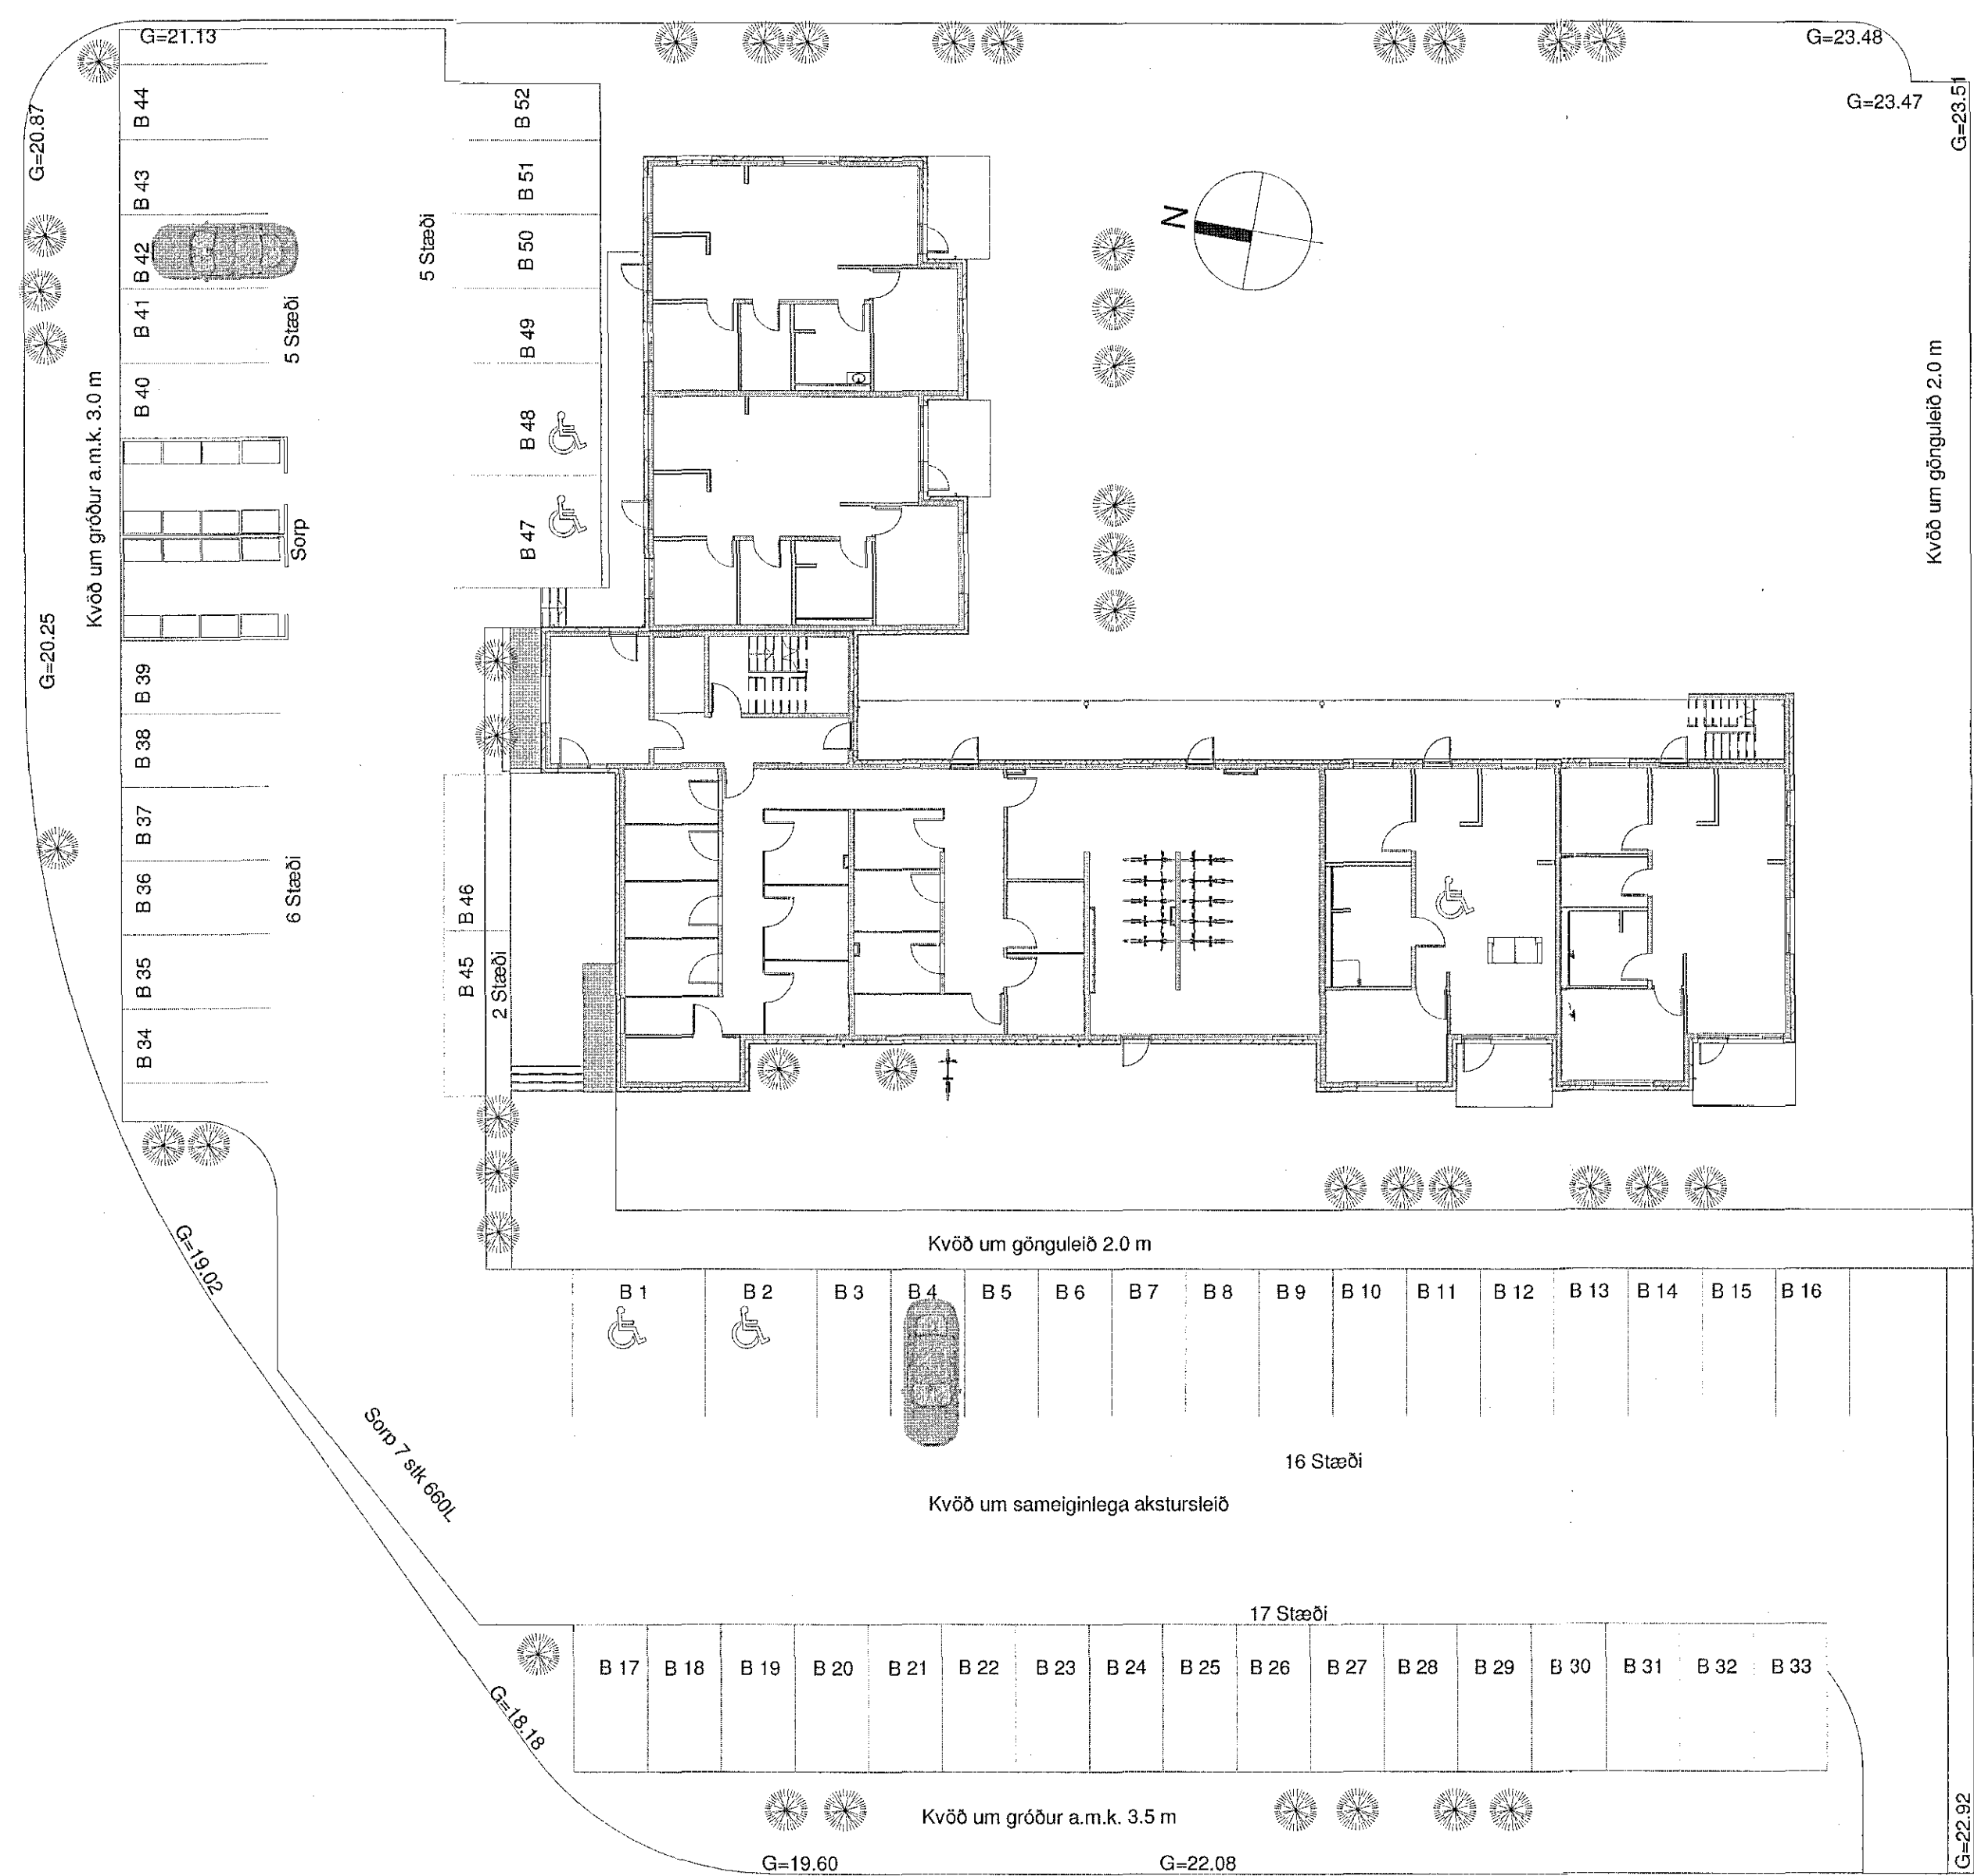 G=21.13
G=23.48
G=23.47
G=23.51
G=20.87
B 44
B 43
B 42
B 41
B 40
5 Stæði
5 Stæði
B 52
B 51
B 50
B 49
B 48
B 47
N
G
Kvöð um gönguleið 2.0 m
Kvöð um gróður a.m.k. 3.0 m
Sorp
G=20.25
B 39
B 38
B 37
B 36
B 35
B 34
6 Stæði
B 46
B 45
2 Stæði
G=19.02
Kvöð um gönguleið 2.0 m
B 1
B 2
B 3
B 4
B 5
B 6
B 7
B 8
B 9
B 10
B 11
B 12
B 13
B 14
B 15
B 16
Sorp 7 stk 660L
16 Stæði
Kvöð um sameiginlega akstursleið
17 Stæði
B 17
B 18
B 19
B 20
B 21
B 22
B 23
B 24
B 25
B 26
B 27
B 28
B 29
B 30
B 31
B 32
B 33
G=18.18
Kvöð um gróður a.m.k. 3.5 m
G=19.60
G=22.08
G=22.92